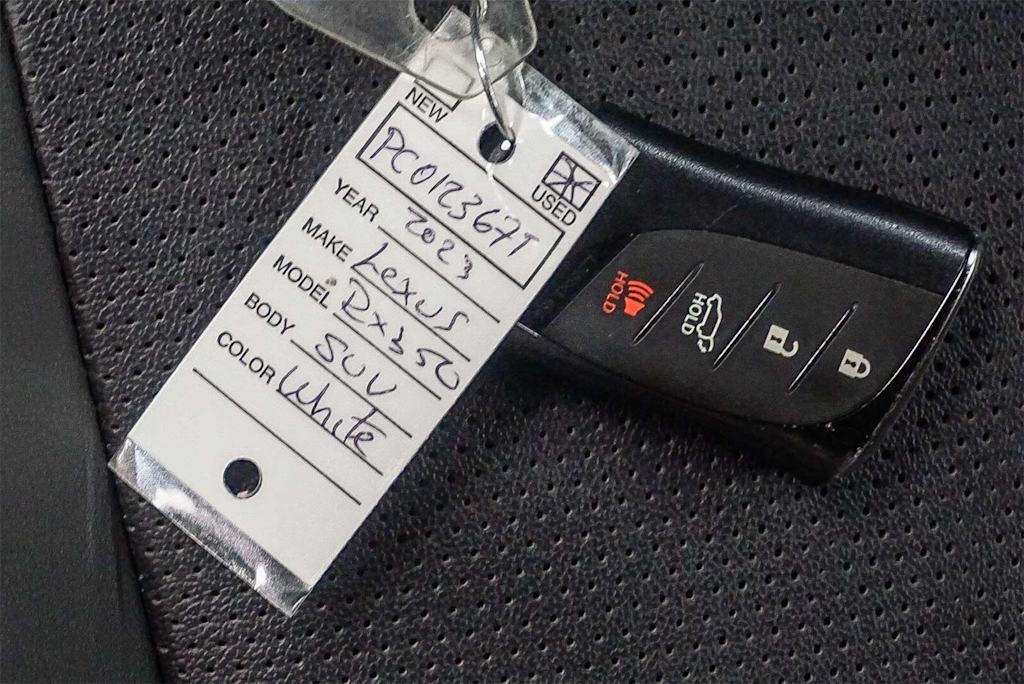 NEW
USED
PC012367T
YEAR 2023
MAKE Lexus
MODEL RX350
BODY SUV
COLOR White
HOLD
HOLD